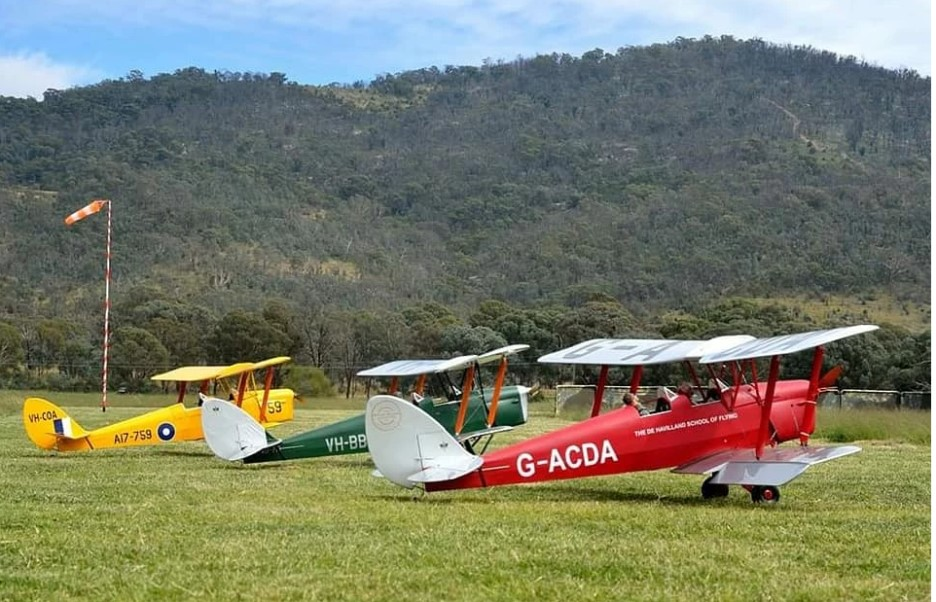 VH-COA
A17-759
59
VH-BB
G-ACDA
THE DE HAVILLAND SCHOOL OF FLYING
G-A